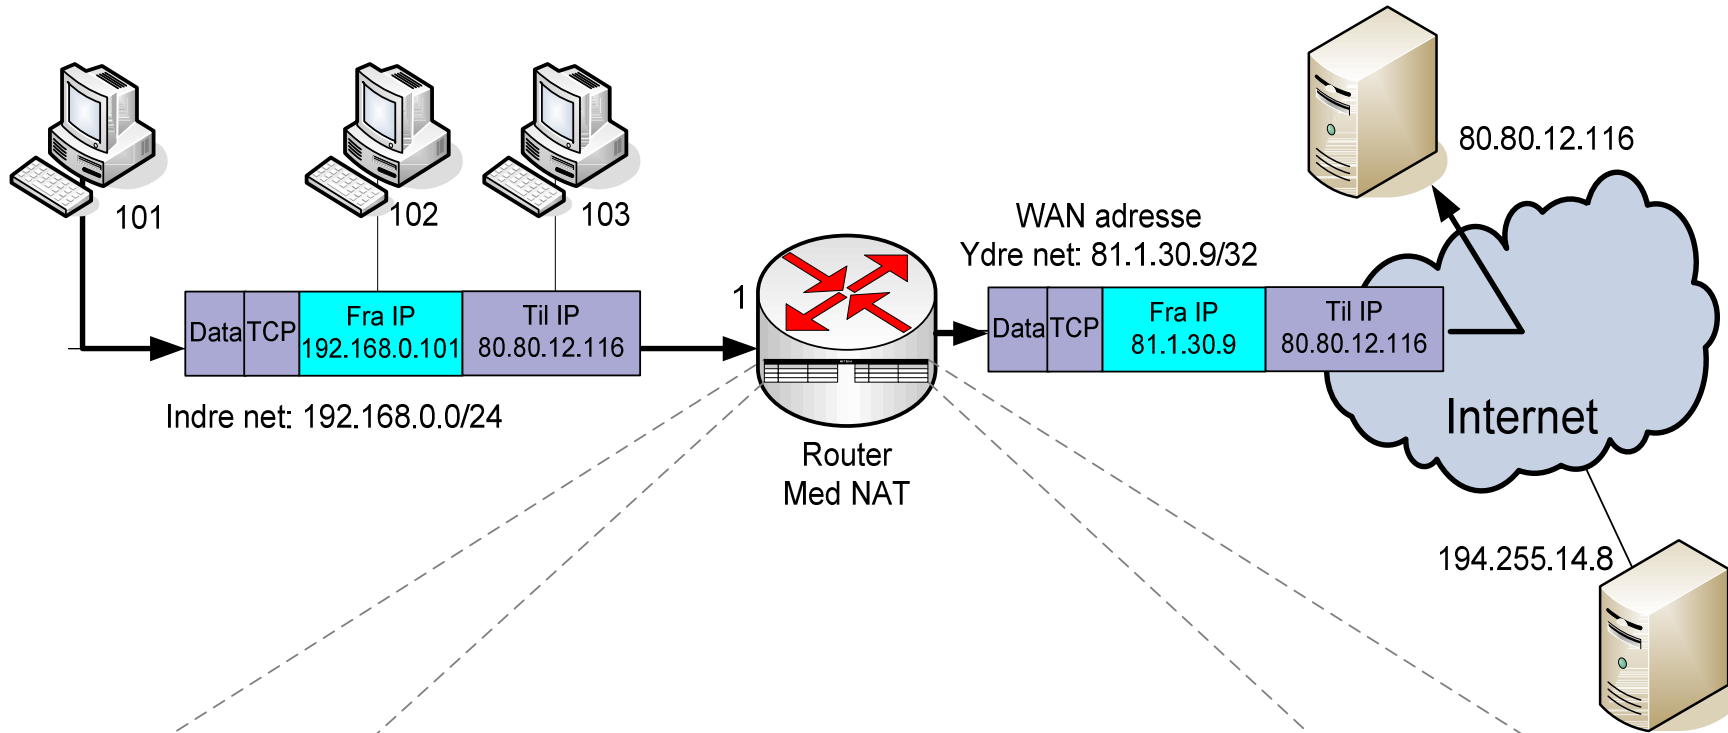 80.80.12.116
101
102
103
WAN adresse
Ydre net: 81.1.30.9/32
1
Data
TCP
Fra IP
192.168.0.101
Til IP
80.80.12.116
Data
TCP
Fra IP
81.1.30.9
Til IP
80.80.12.116
Indre net: 192.168.0.0/24
Internet
Router
Med NAT
194.255.14.8